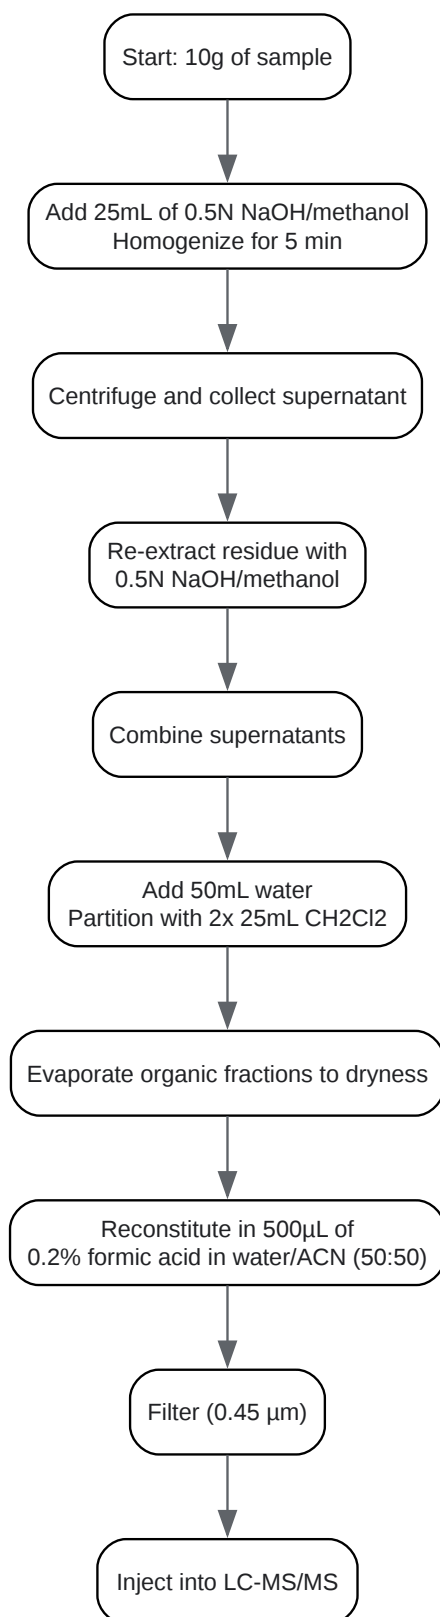 Start: 10g of sample
Add 25mL of 0.5N NaOH/methanol
Homogenize for 5 min
Centrifuge and collect supernatant
Re-extract residue with
0.5N NaOH/methanol
Combine supernatants
Add 50mL water
Partition with 2x 25mL CH2Cl2
Evaporate organic fractions to dryness
Reconstitute in 500µL of
0.2% formic acid in water/ACN (50:50)
Filter (0.45 µm)
Inject into LC-MS/MS